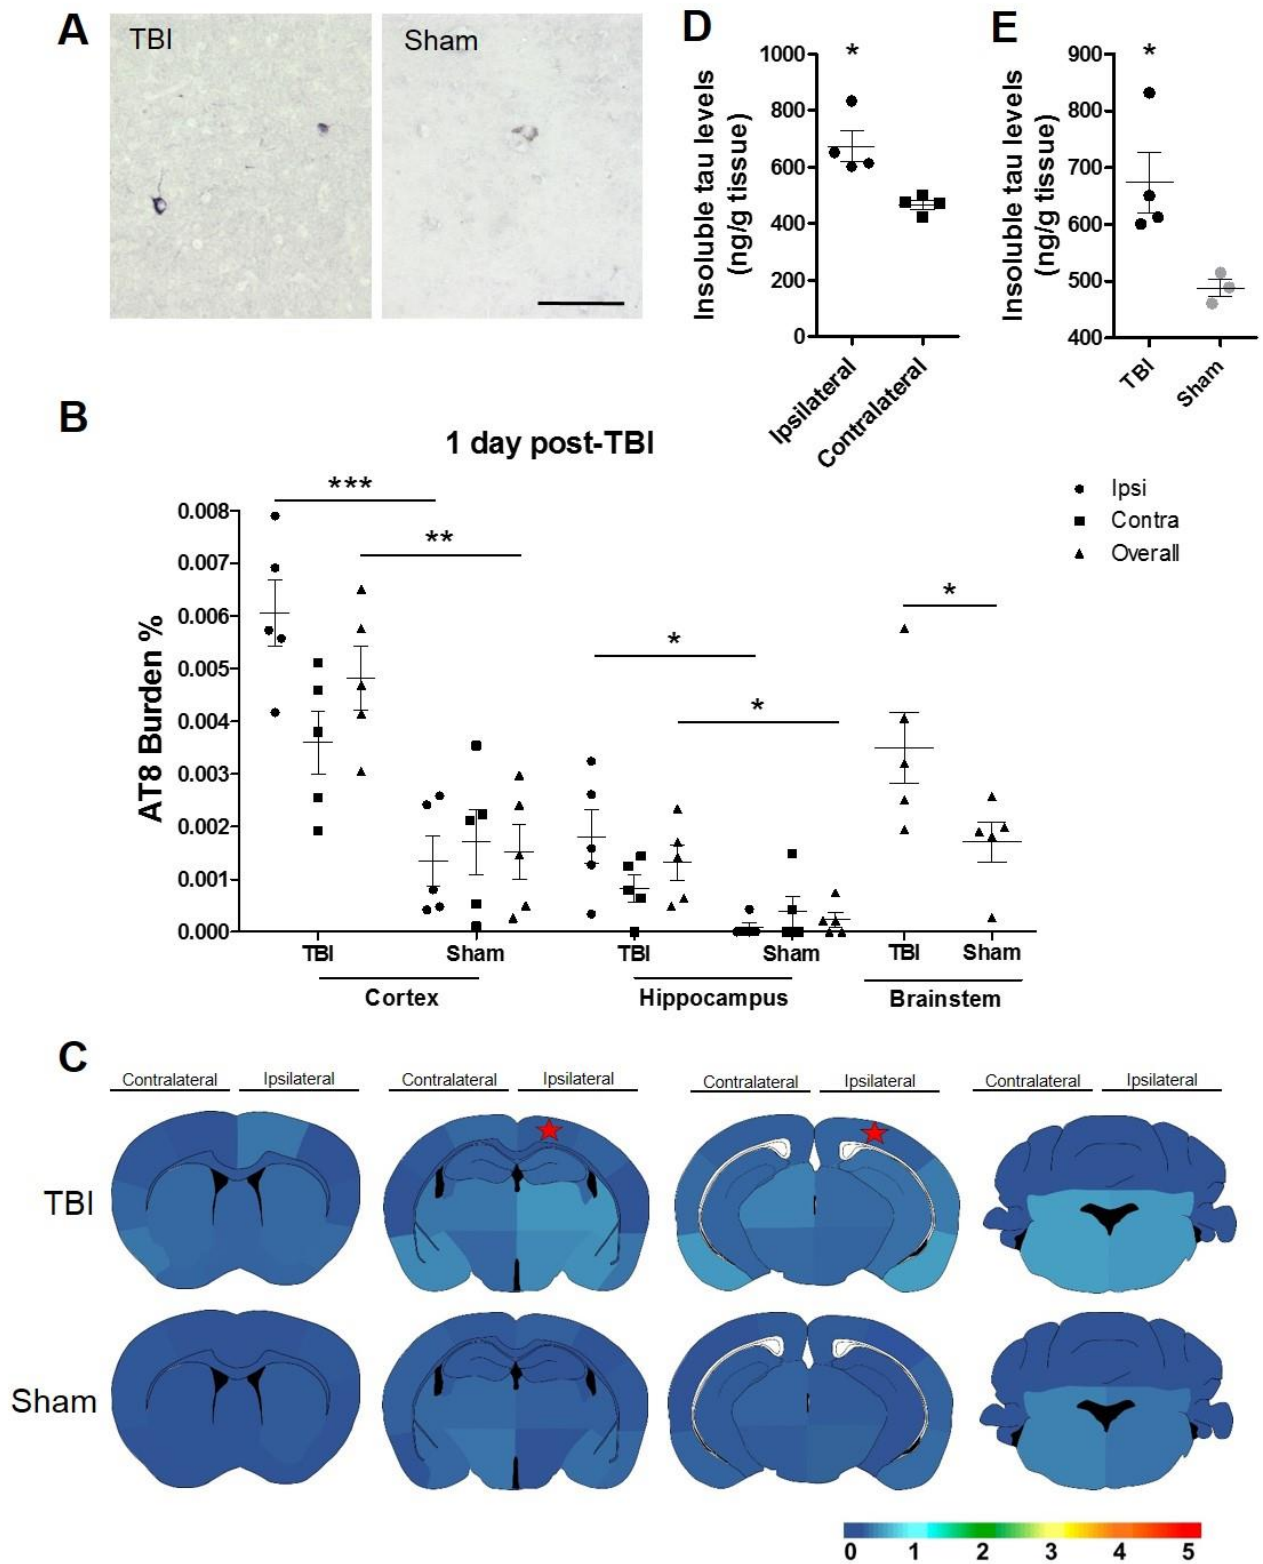 A
TBI
Sham
D
*
1000
800
600
400
200
0
Insoluble tau levels
(ng/g tissue)
Ipsilateral
Contralateral
E
*
900
800
700
600
500
400
Insoluble tau levels
(ng/g tissue)
TBI
Sham
B
1 day post-TBI
***
**
*
*
*
Ipsi
Contra
Overall
AT8 Burden %
0.008
0.007
0.006
0.005
0.004
0.003
0.002
0.001
0.000
TBI Sham TBI Sham TBI Sham
Cortex Hippocampus Brainstem
C
Contralateral Ipsilateral Contralateral Ipsilateral Contralateral Ipsilateral Contralateral Ipsilateral
TBI
Sham
0 1 2 3 4 5